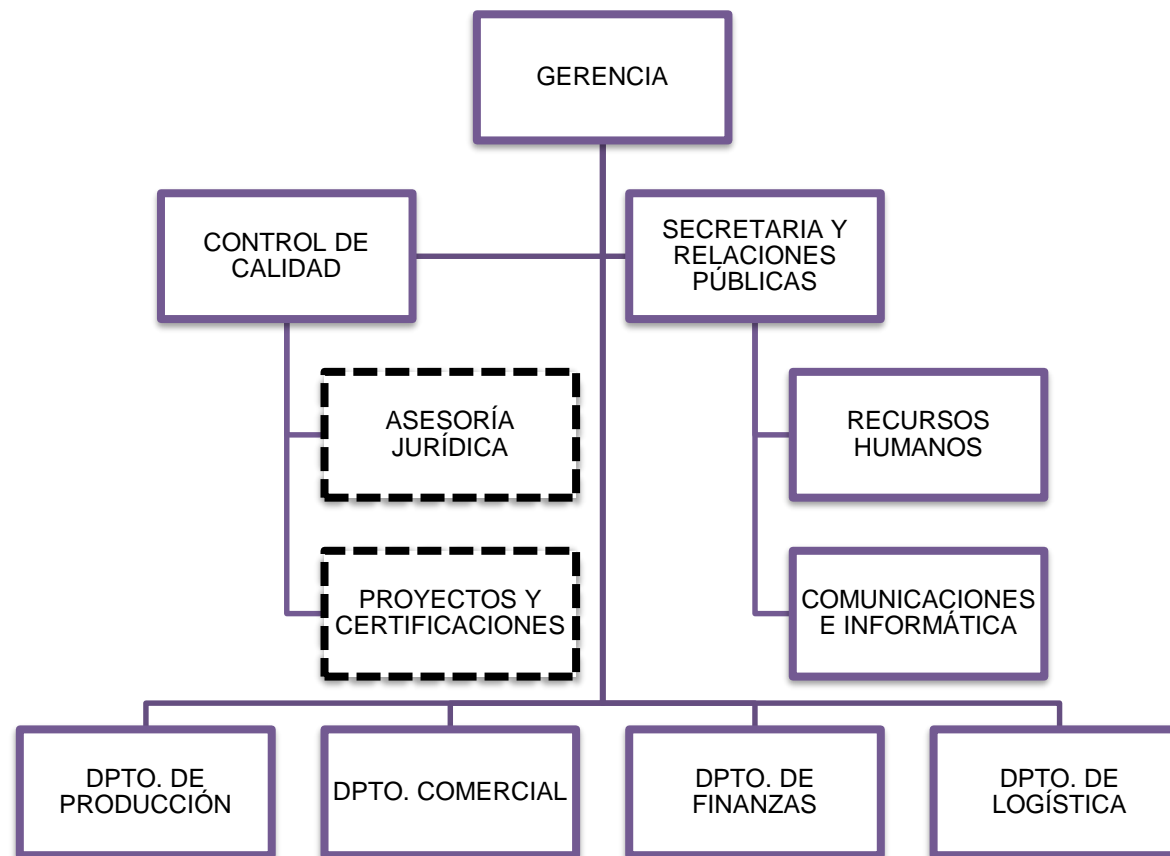 GERENCIA
CONTROL DE
CALIDAD
SECRETARIA Y
RELACIONES
PÚBLICAS
ASESORÍA
JURÍDICA
RECURSOS
HUMANOS
PROYECTOS Y
CERTIFICACIONES
COMUNICACIONES
E INFORMÁTICA
DPTO. DE
PRODUCCIÓN
DPTO. COMERCIAL
DPTO. DE
FINANZAS
DPTO. DE
LOGÍSTICA